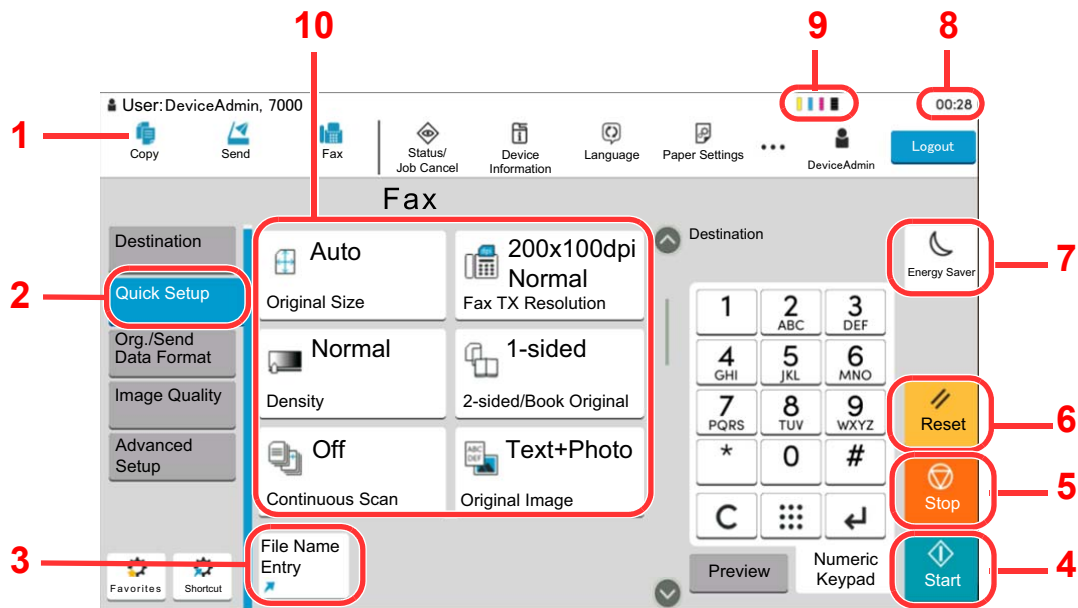 10
9
8
User: DeviceAdmin, 7000
00:28
1
Copy
Send
Fax
Status/
Job Cancel
Device
Information
Language
Paper Settings
DeviceAdmin
Logout
Fax
Destination
Auto
Original Size
200x100dpi
Normal
Fax TX Resolution
Destination
Energy Saver
7
2
Quick Setup
Org./Send
Data Format
Normal
Density
1-sided
2-sided/Book Original
1
2
ABC
3
DEF
4
GHI
5
JKL
6
MNO
Image Quality
7
PQRS
8
TUV
9
WXYZ
Reset
6
Advanced
Setup
Off
Continuous Scan
ABC
DEF
Text+Photo
Original Image
*
0
#
Stop
5
C
3
File Name
Entry
Favorites
Shortcut
Preview
Numeric
Keypad
Start
4